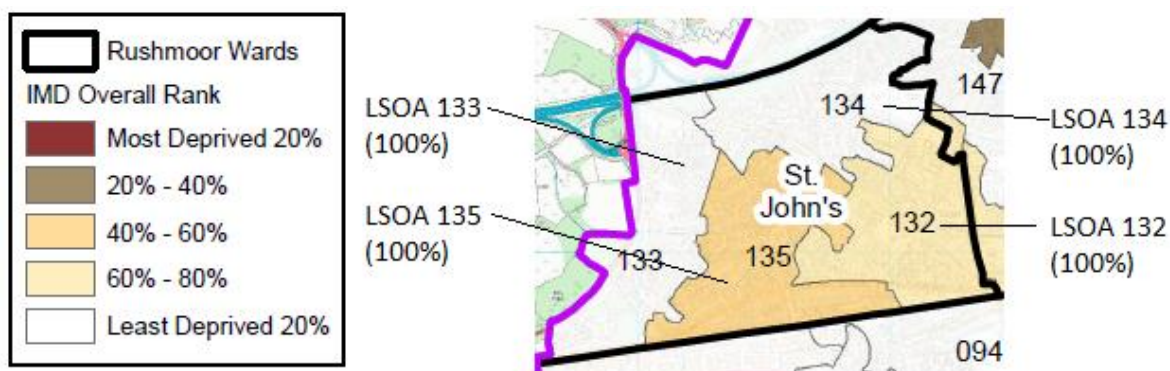 Rushmoor Wards
IMD Overall Rank
Most Deprived 20%
20% - 40%
40% - 60%
60% - 80%
Least Deprived 20%
LSOA 133
(100%)
LSOA 135
(100%)
147
134
St.
John's
132
133
135
094
LSOA 134
(100%)
LSOA 132
(100%)